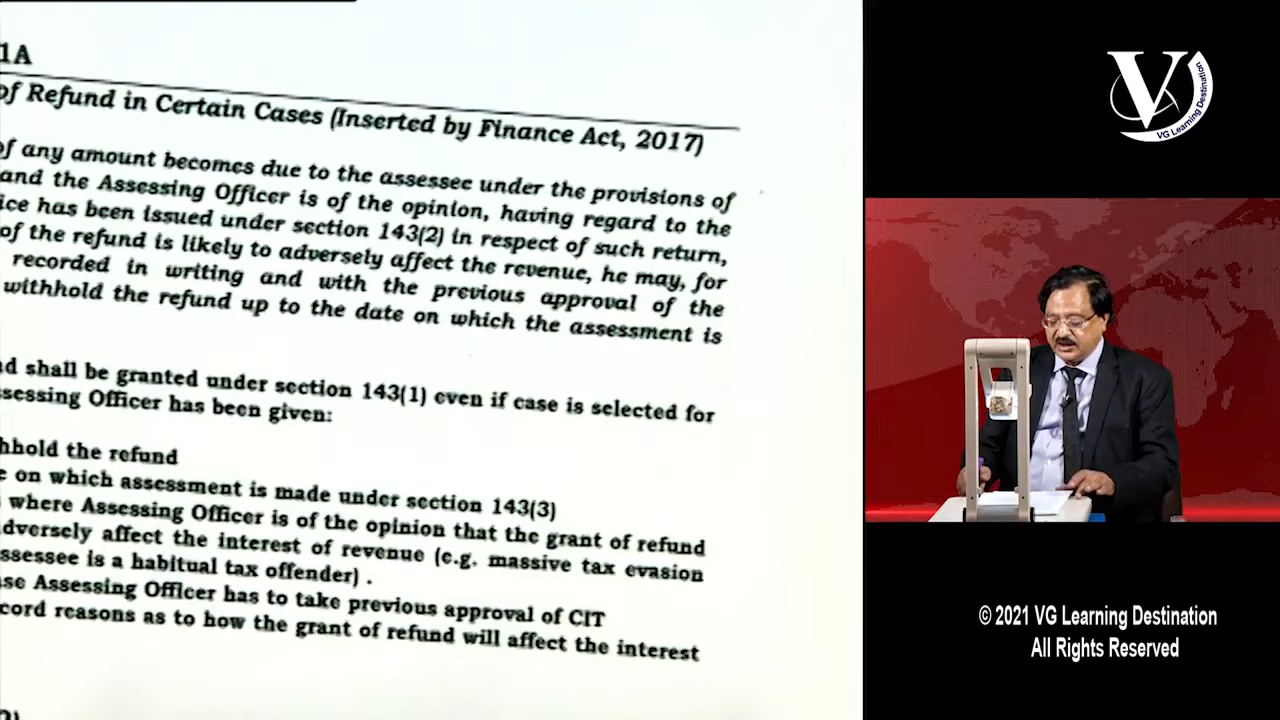 1A
of Refund in Certain Cases (Inserted by Finance Act, 2017)
of any amount becomes due to the assessee under the provisions of
and the Assessing Officer is of the opinion, having regard to the
ice has been issued under section 143(2) in respect of such return,
of the refund is likely to adversely affect the revenue, he may, for
recorded in writing and with the previous approval of the
withhold the refund up to the date on which the assessment is
nd shall be granted under section 143(1) even if case is selected for
ssessing Officer has been given:
hhold the refund
e on which assessment is made under section 143(3)
where Assessing Officer is of the opinion that the grant of refund
adversely affect the interest of revenue (e.g. massive tax evasion
ssessee is a habitual tax offender) .
ase Assessing Officer has to take previous approval of CIT
cord reasons as to how the grant of refund will affect the interest
V
VG Learning Destination
© 2021 VG Learning Destination
All Rights Reserved